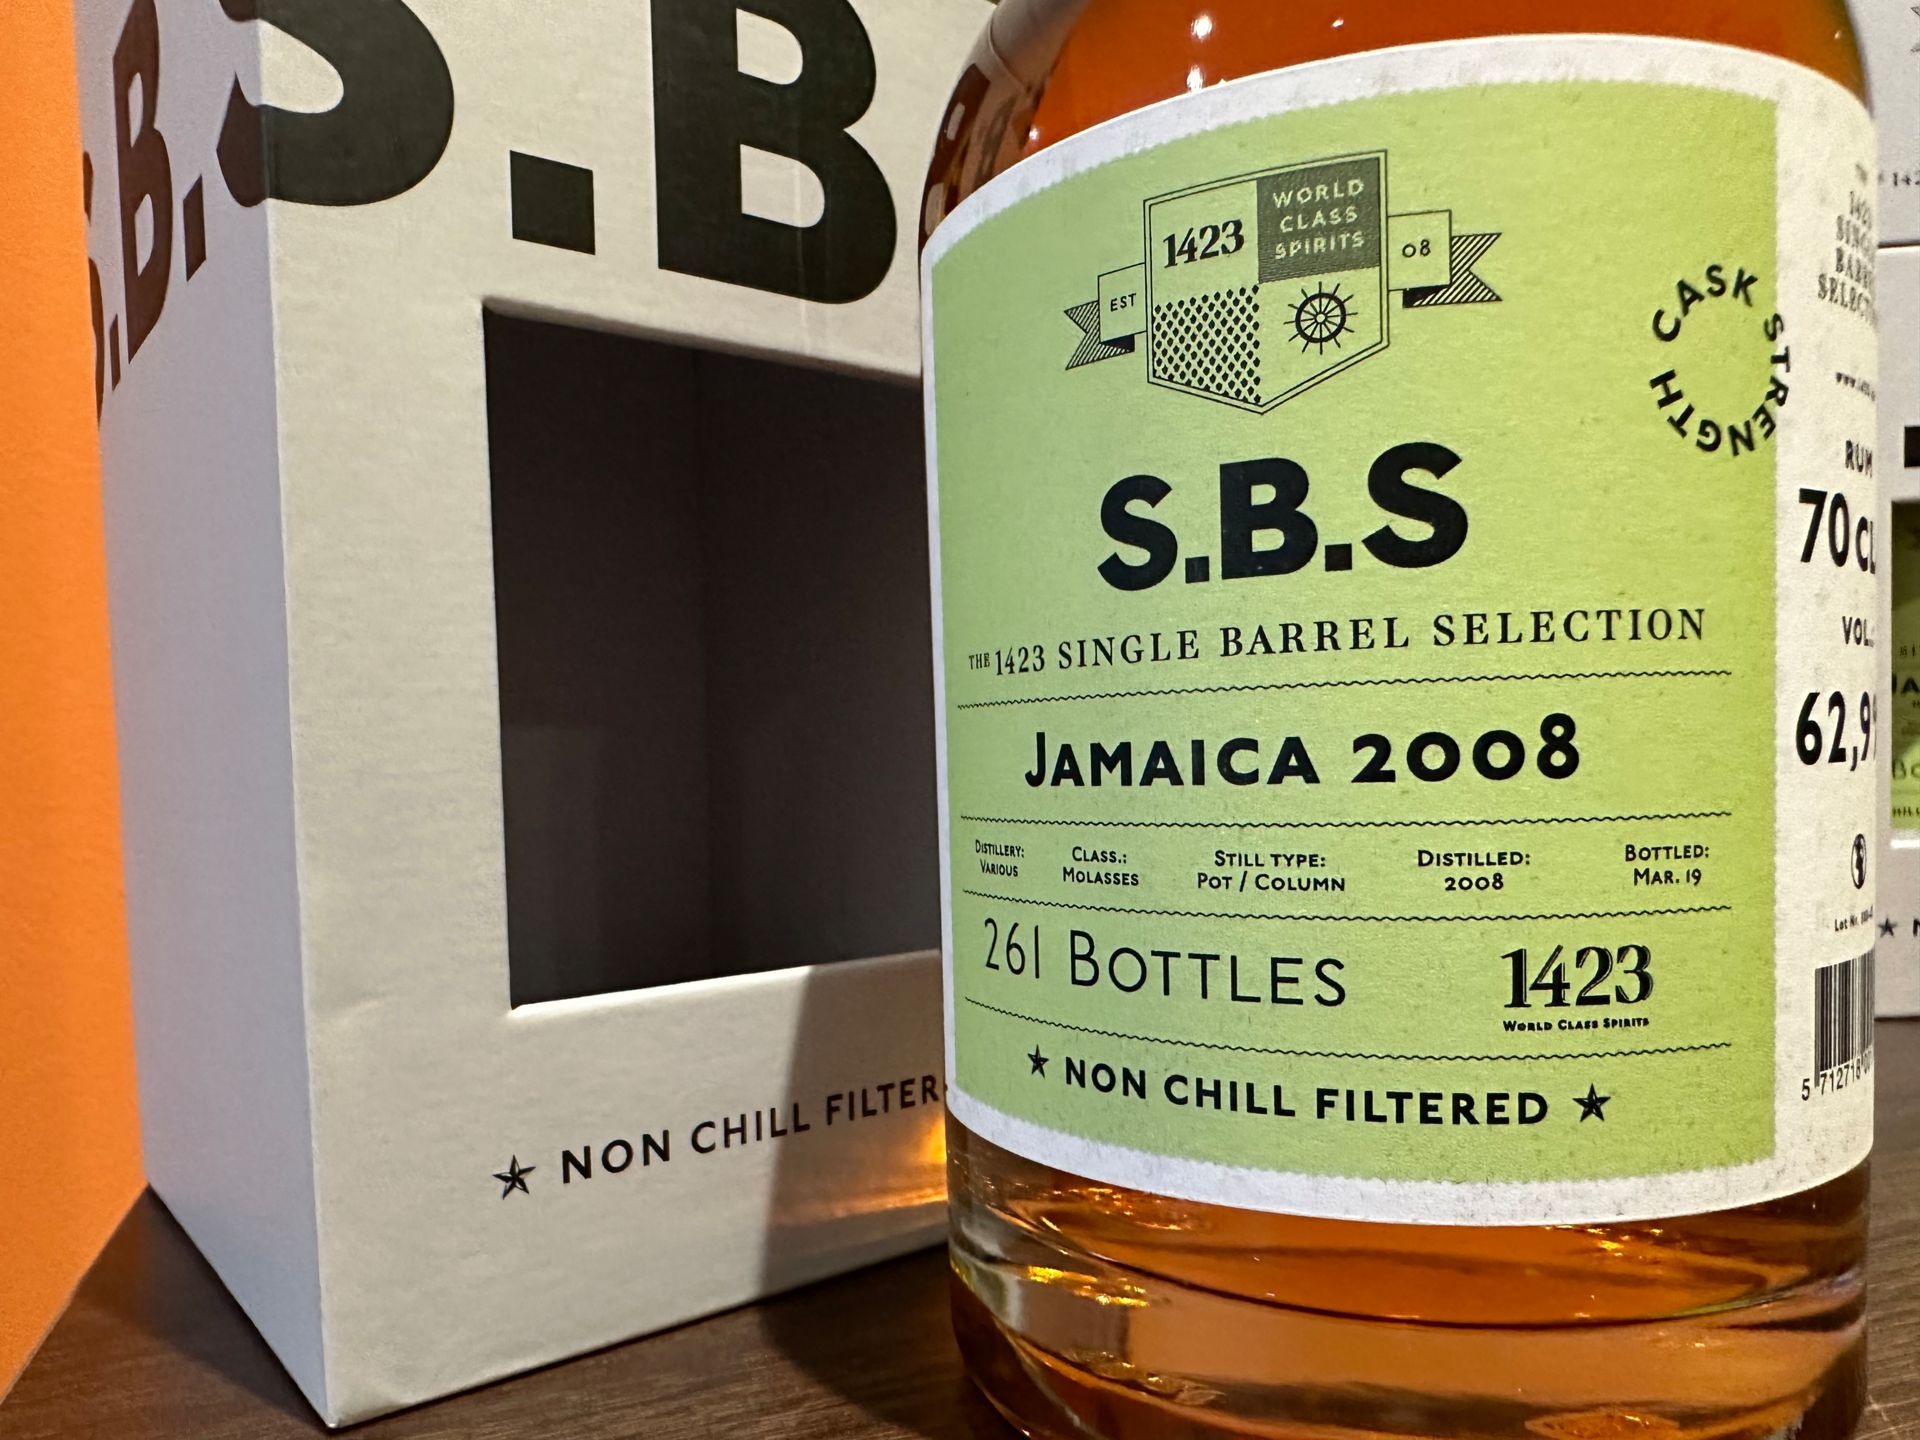 S.B.
S.B
★ NON CHILL FILTER
1423
WORLD
CLASS
SPIRITS
EST
08
CASK STRENGTH
S.B.S
THE 1423 SINGLE BARREL SELECTION
JAMAICA 2008
DISTILLERY:
VARIOUS
CLASS.:
MOLASSES
STILL TYPE:
POT / COLUMN
DISTILLED:
2008
BOTTLED:
MAR. 19
261 BOTTLES
1423
WORLD CLASS SPIRITS
★ NON CHILL FILTERED ★
RUM
70 CL
VOL.
62,9
5 712718